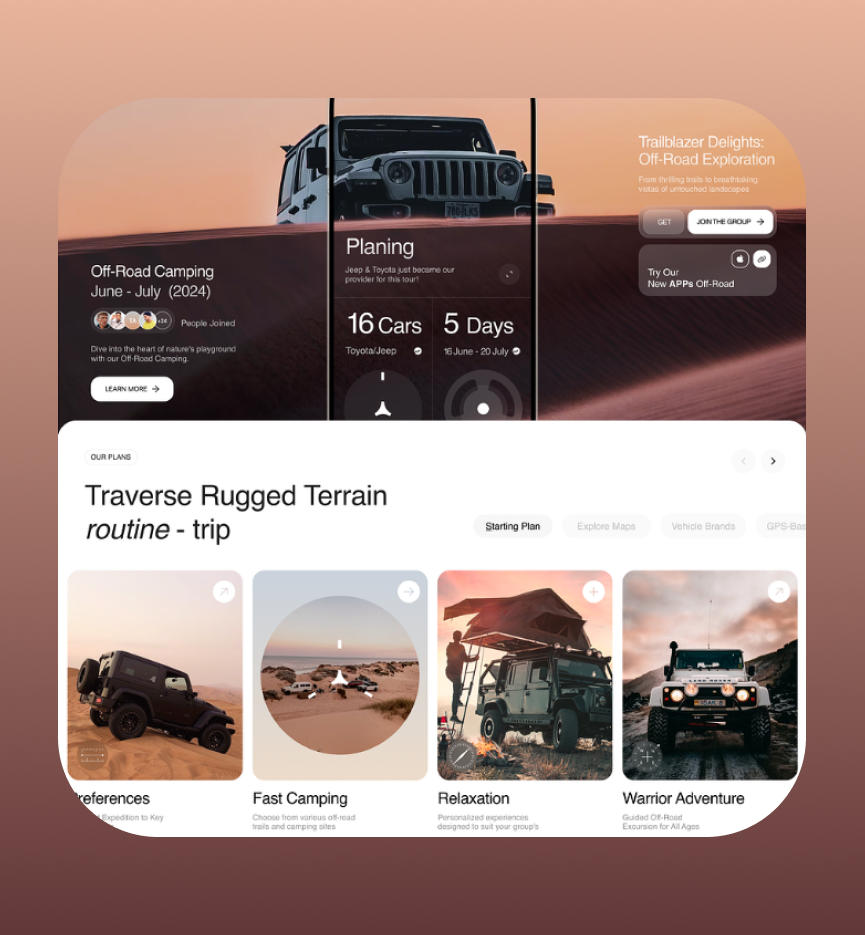 Trailblazer Delights:
Off-Road Exploration
From thrilling trails to breathtaking
vistas of untouched landscapes
GET
JOIN THE GROUP
Try Our
New APPs Off-Road
Planing
Jeep & Toyota just became our
provider for this tour!
16 Cars
Toyota/Jeep
5 Days
16 June - 20 July
Off-Road Camping
June - July (2024)
People Joined
Dive into the heart of nature's playground
with our Off-Road Camping.
LEARN MORE
OUR PLANS
Traverse Rugged Terrain
routine - trip
Starting Plan
Explore Maps
Vehicle Brands
GPS-Bas
LAND ROVER
references
Expedition to Key
Fast Camping
Choose from various off-road
trails and camping sites
Relaxation
Personalized experiences
designed to suit your group's
Warrior Adventure
Guided Off-Road
Excursion for All Ages